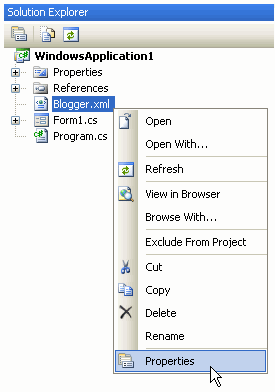 Solution Explorer
WindowsApplication1
Properties
References
Blogger.xml
Form1.cs
Program.cs
Open
Open With...
Refresh
View in Browser
Browse With...
Exclude From Project
Cut
Copy
Delete
Rename
Properties